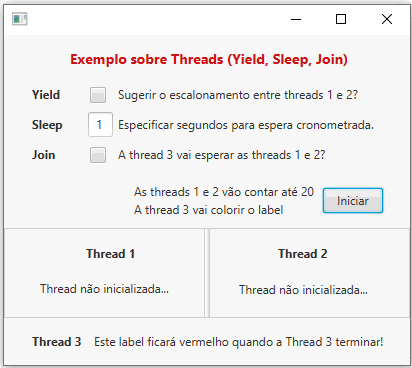 Exemplo sobre Threads (Yield, Sleep, Join)
Yield Sugerir o escalonamento entre threads 1 e 2?
Sleep 1 Especificar segundos para espera cronometrada.
Join A thread 3 vai esperar as threads 1 e 2?
As threads 1 e 2 vão contar até 20
A thread 3 vai colorir o label
Iniciar
Thread 1
Thread não inicializada...
Thread 2
Thread não inicializada...
Thread 3 Este label ficará vermelho quando a Thread 3 terminar!